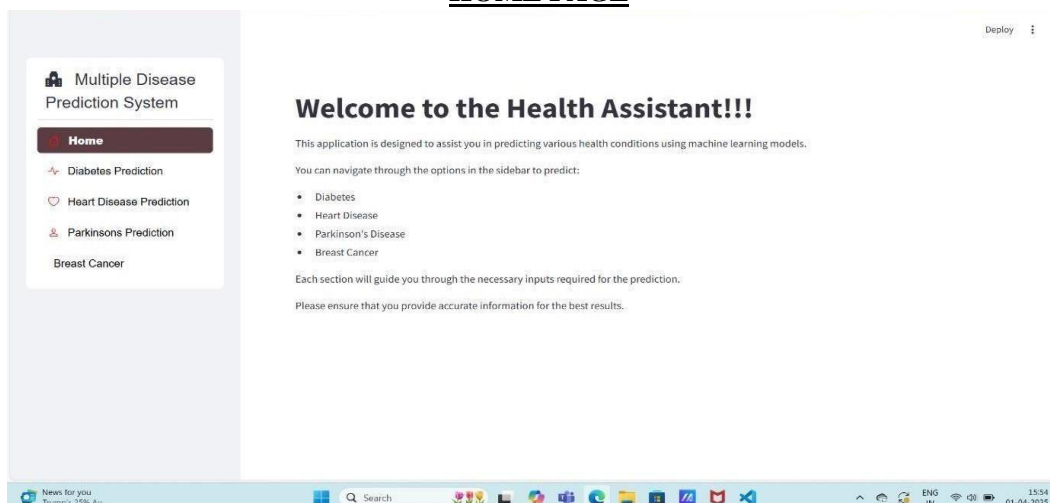 HOME PAGE
Deploy
Multiple Disease
Prediction System
Home
Diabetes Prediction
Heart Disease Prediction
Parkinsons Prediction
Breast Cancer
Welcome to the Health Assistant!!!
This application is designed to assist you in predicting various health conditions using machine learning models.
You can navigate through the options in the sidebar to predict:
• Diabetes
• Heart Disease
• Parkinson's Disease
• Breast Cancer
Each section will guide you through the necessary inputs required for the prediction.
Please ensure that you provide accurate information for the best results.
News for you
Search
ENG
IN
15:54
01-04-2025